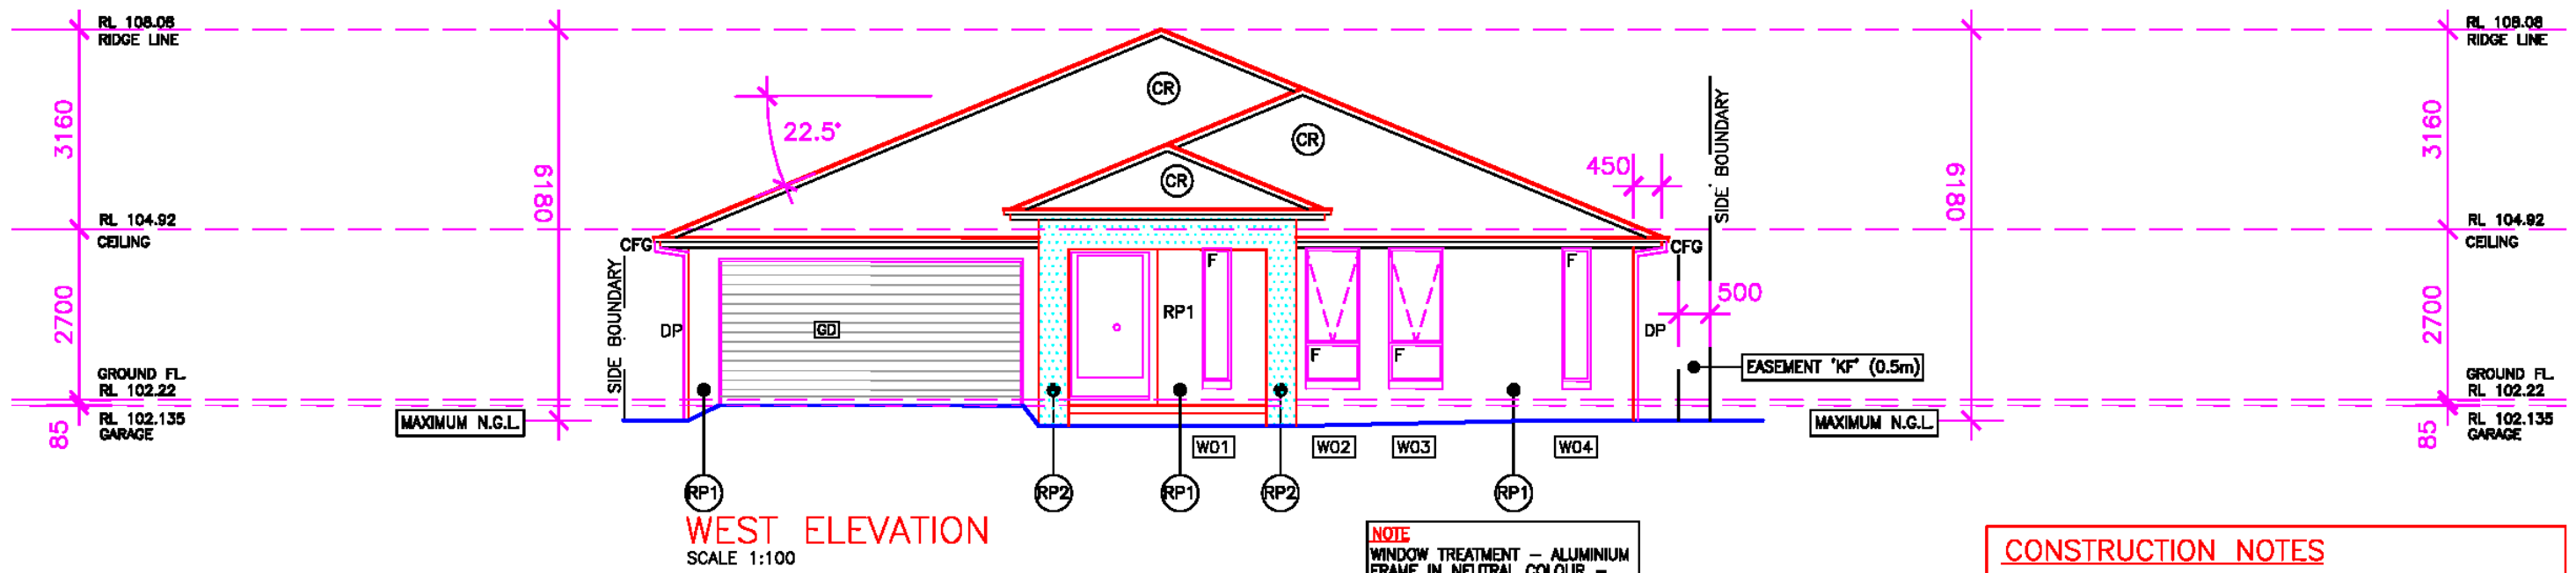 RL 108.08
RIDGE LINE
3160
6180
22.5°
CR
CR
CR
450
SIDE BOUNDARY
6180
3160
RL 108.08
RIDGE LINE
RL 104.92
CEILING
CFG
CFG
RL 104.92
CEILING
2700
SIDE BOUNDARY
DP
GD
RP1
F
F
F
F
DP
500
EASEMENT 'KF' (0.5m)
2700
GROUND FL.
RL 102.22
RL 102.135
GARAGE
85
MAXIMUM N.G.L.
MAXIMUM N.G.L.
GROUND FL.
RL 102.22
RL 102.135
GARAGE
85
W01
W02
W03
W04
RP1
RP2
RP1
RP2
RP1
WEST ELEVATION
SCALE 1:100
NOTE
WINDOW TREATMENT – ALUMINIUM
FRAME IN NEUTRAL COLOUR –
CONSTRUCTION NOTES